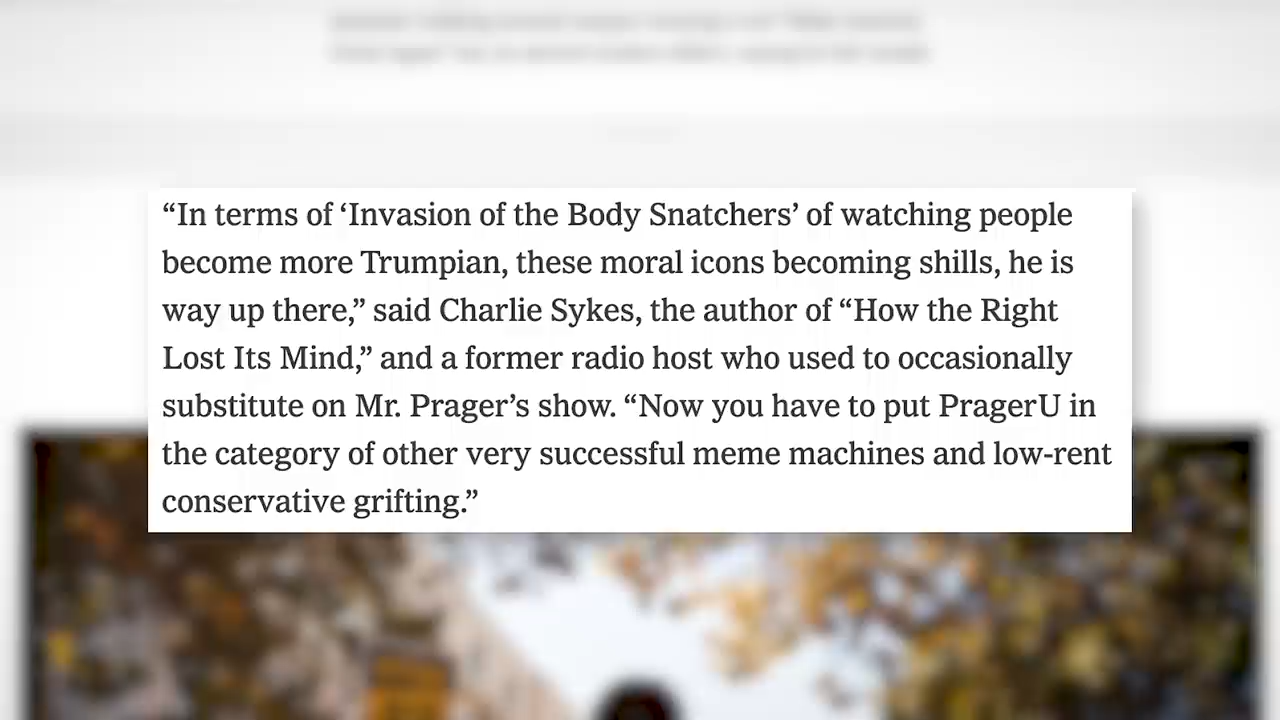 “In terms of ‘Invasion of the Body Snatchers’ of watching people
become more Trumpian, these moral icons becoming shills, he is
way up there,” said Charlie Sykes, the author of “How the Right
Lost Its Mind,” and a former radio host who used to occasionally
substitute on Mr. Prager’s show. “Now you have to put PragerU in
the category of other very successful meme machines and low-rent
conservative grifting.”